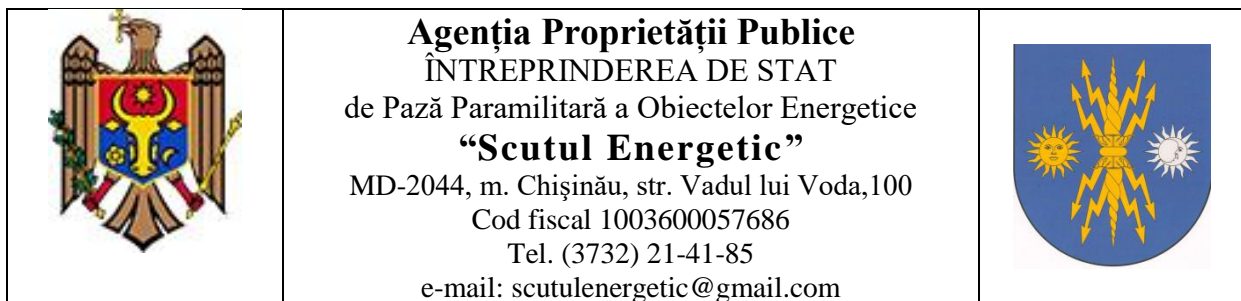 Agenția Proprietății Publice
ÎNTREPRINDEREA DE STAT
de Pază Paramilitară a Obiectelor Energetice
“Scutul Energetic”
MD-2044, m. Chişinău, str. Vadul lui Voda,100
Cod fiscal 1003600057686
Tel. (3732) 21-41-85
e-mail: scutulenergetic@gmail.com